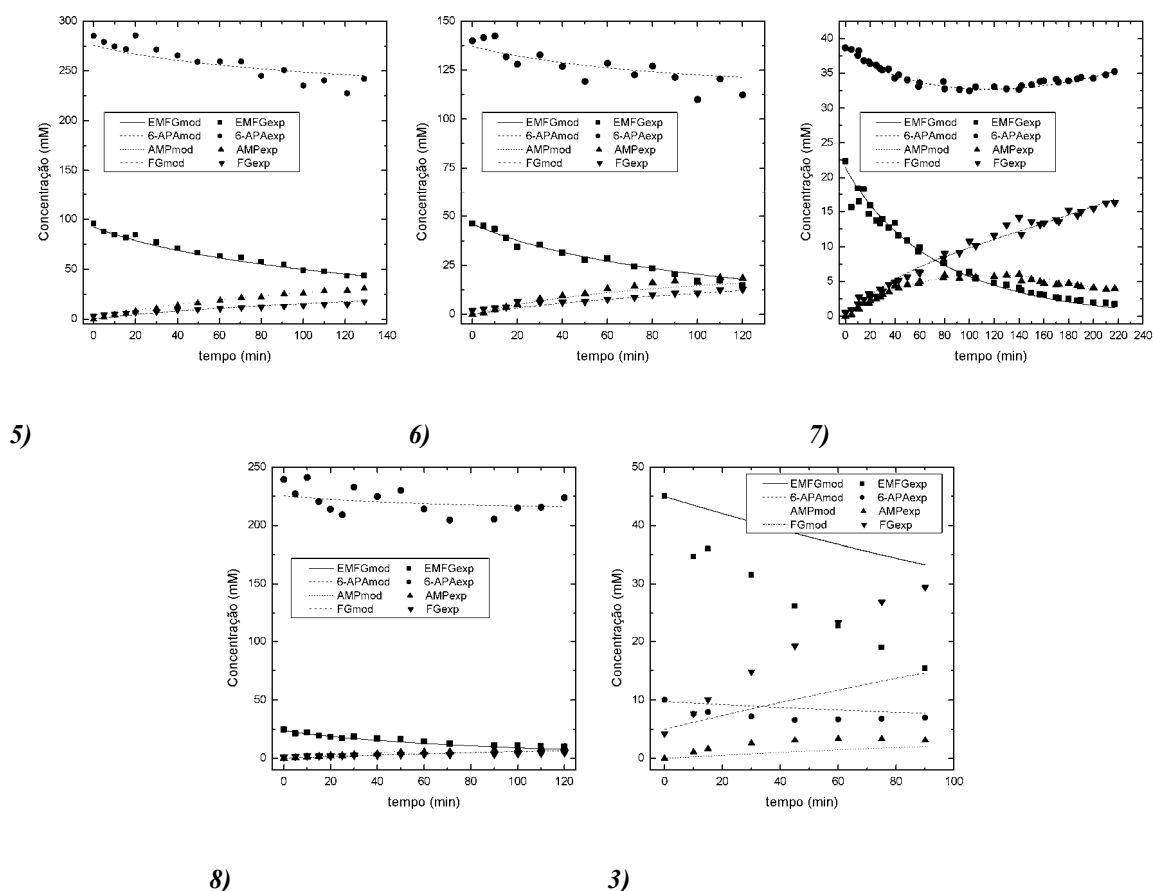 Concentração (mM)
300
250
200
150
100
50
0
EMFGmod EMFGexp
6-APAmod 6-APAexp
AMPmod AMPexp
FGmod FGexp
0 20 40 60 80 100 120 140
tempo (min)
Concentração (mM)
150
125
100
75
50
25
0
EMFGmod EMFGexp
6-APAmod 6-APAexp
AMPmod AMPexp
FGmod FGexp
0 20 40 60 80 100 120
tempo (min)
Concentração (mM)
40
35
30
25
20
15
10
5
0
EMFGmod EMFGexp
6-APAmod 6-APAexp
AMPmod AMPexp
FGmod FGexp
0 20 40 60 80 100 120 140 160 180 200 220 240
tempo (min)
5) 6) 7)
Concentração (mM)
250
200
150
100
50
0
EMFGmod EMFGexp
6-APAmod 6-APAexp
AMPmod AMPexp
FGmod FGexp
0 20 40 60 80 100 120
tempo (min)
Concentração (mM)
50
40
30
20
10
0
EMFGmod EMFGexp
6-APAmod 6-APAexp
AMPmod AMPexp
FGmod FGexp
0 20 40 60 80 100
tempo (min)
8) 3)